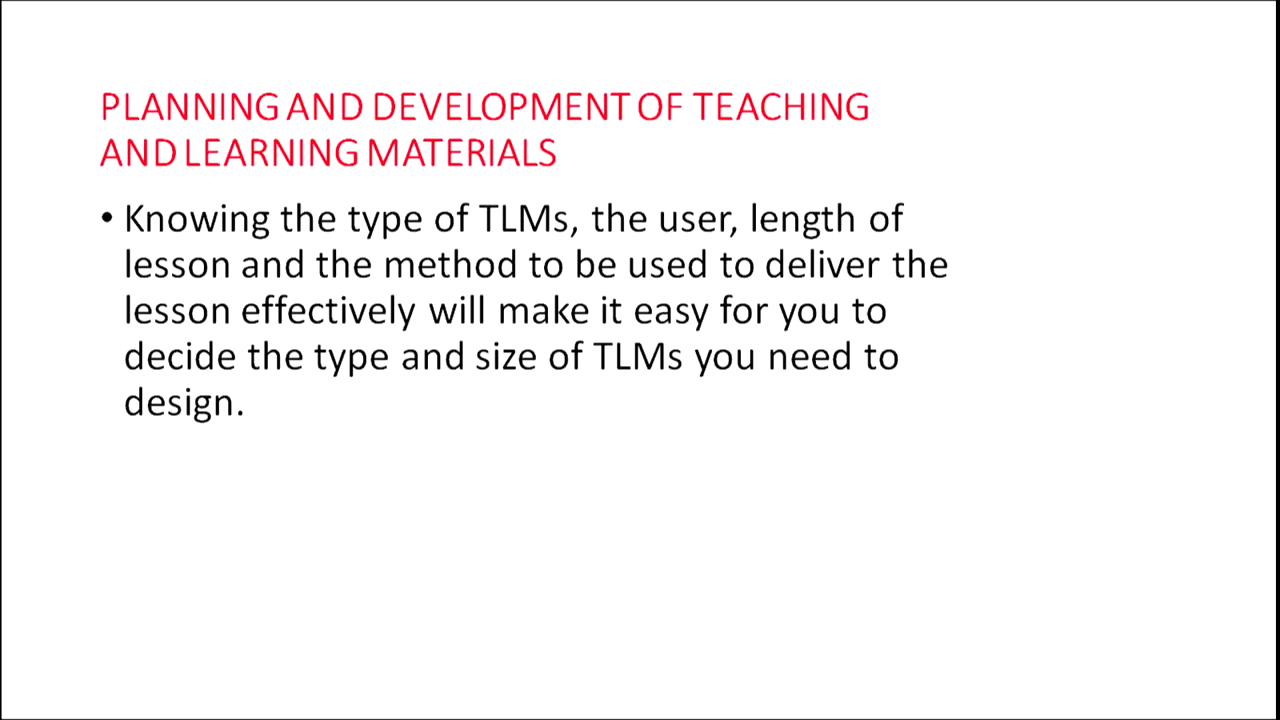 PLANNING AND DEVELOPMENT OF TEACHING
AND LEARNING MATERIALS
• Knowing the type of TLMs, the user, length of
lesson and the method to be used to deliver the
lesson effectively will make it easy for you to
decide the type and size of TLMs you need to
design.